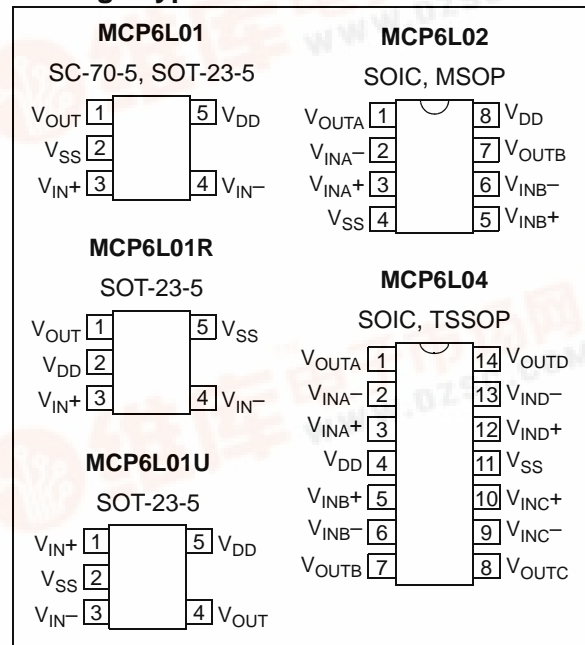 MCP6L01
SC-70-5, SOT-23-5
VOUT 1 5 VDD
VSS 2
VIN+ 3 4 VIN–
MCP6L01R
SOT-23-5
VOUT 1 5 VSS
VDD 2
VIN+ 3 4 VIN–
MCP6L01U
SOT-23-5
VIN+ 1 5 VDD
VSS 2
VIN– 3 4 VOUT
MCP6L02
SOIC, MSOP
VOUTA 1 8 VDD
VINA– 2 7 VOUTB
VINA+ 3 6 VINB–
VSS 4 5 VINB+
MCP6L04
SOIC, TSSOP
VOUTA 1 14 VOUTD
VINA– 2 13 VIND–
VINA+ 3 12 VIND+
VDD 4 11 VSS
VINB+ 5 10 VINC+
VINB– 6 9 VINC–
VOUTB 7 8 VOUTC